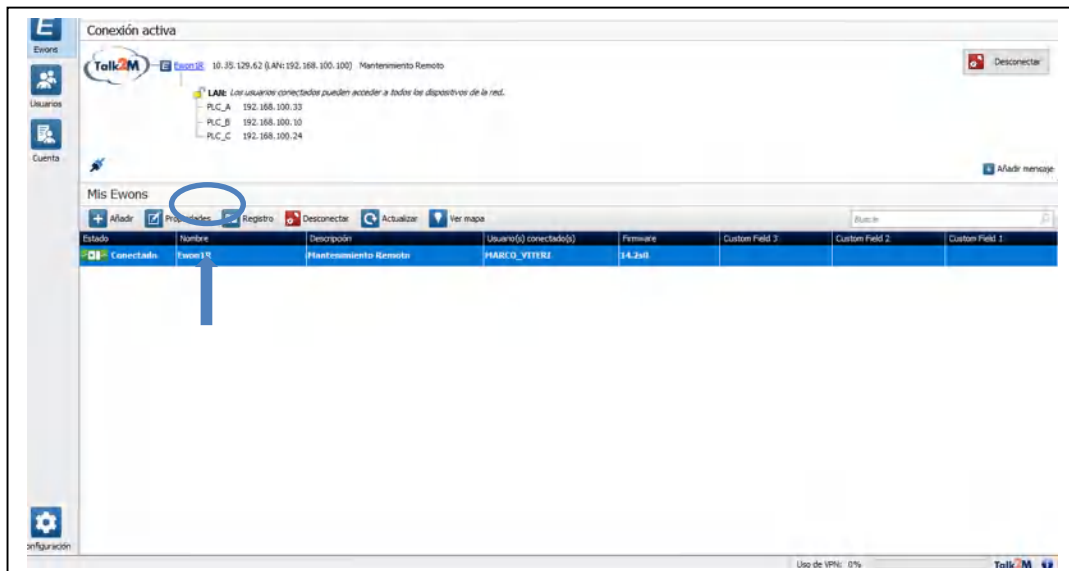 Conexión activa
Ewons
Talk2M
Ewon1R 10.35.129.62 (LAN:192.168.100.100) Mantenimiento Remoto
Desconectar
LAN: Los usuarios conectados pueden acceder a todos los dispositivos de la red.
PLC_A 192.168.100.33
PLC_B 192.168.100.10
PLC_C 192.168.100.24
Usuarios
Cuenta
Añadir mensaje
Mis Ewons
Añadir Propiedades Registro Desconectar Actualizar Ver mapa Buscar
Estado Nombre Descripción Usuario(s) conectado(s) Firmware Custom Field 3 Custom Field 2 Custom Field 1
Conectado Ewon1R Mantenimiento Remoto MARCO_VITERI 14.2s0
onfiguración
Uso de VPN: 0% Talk2M